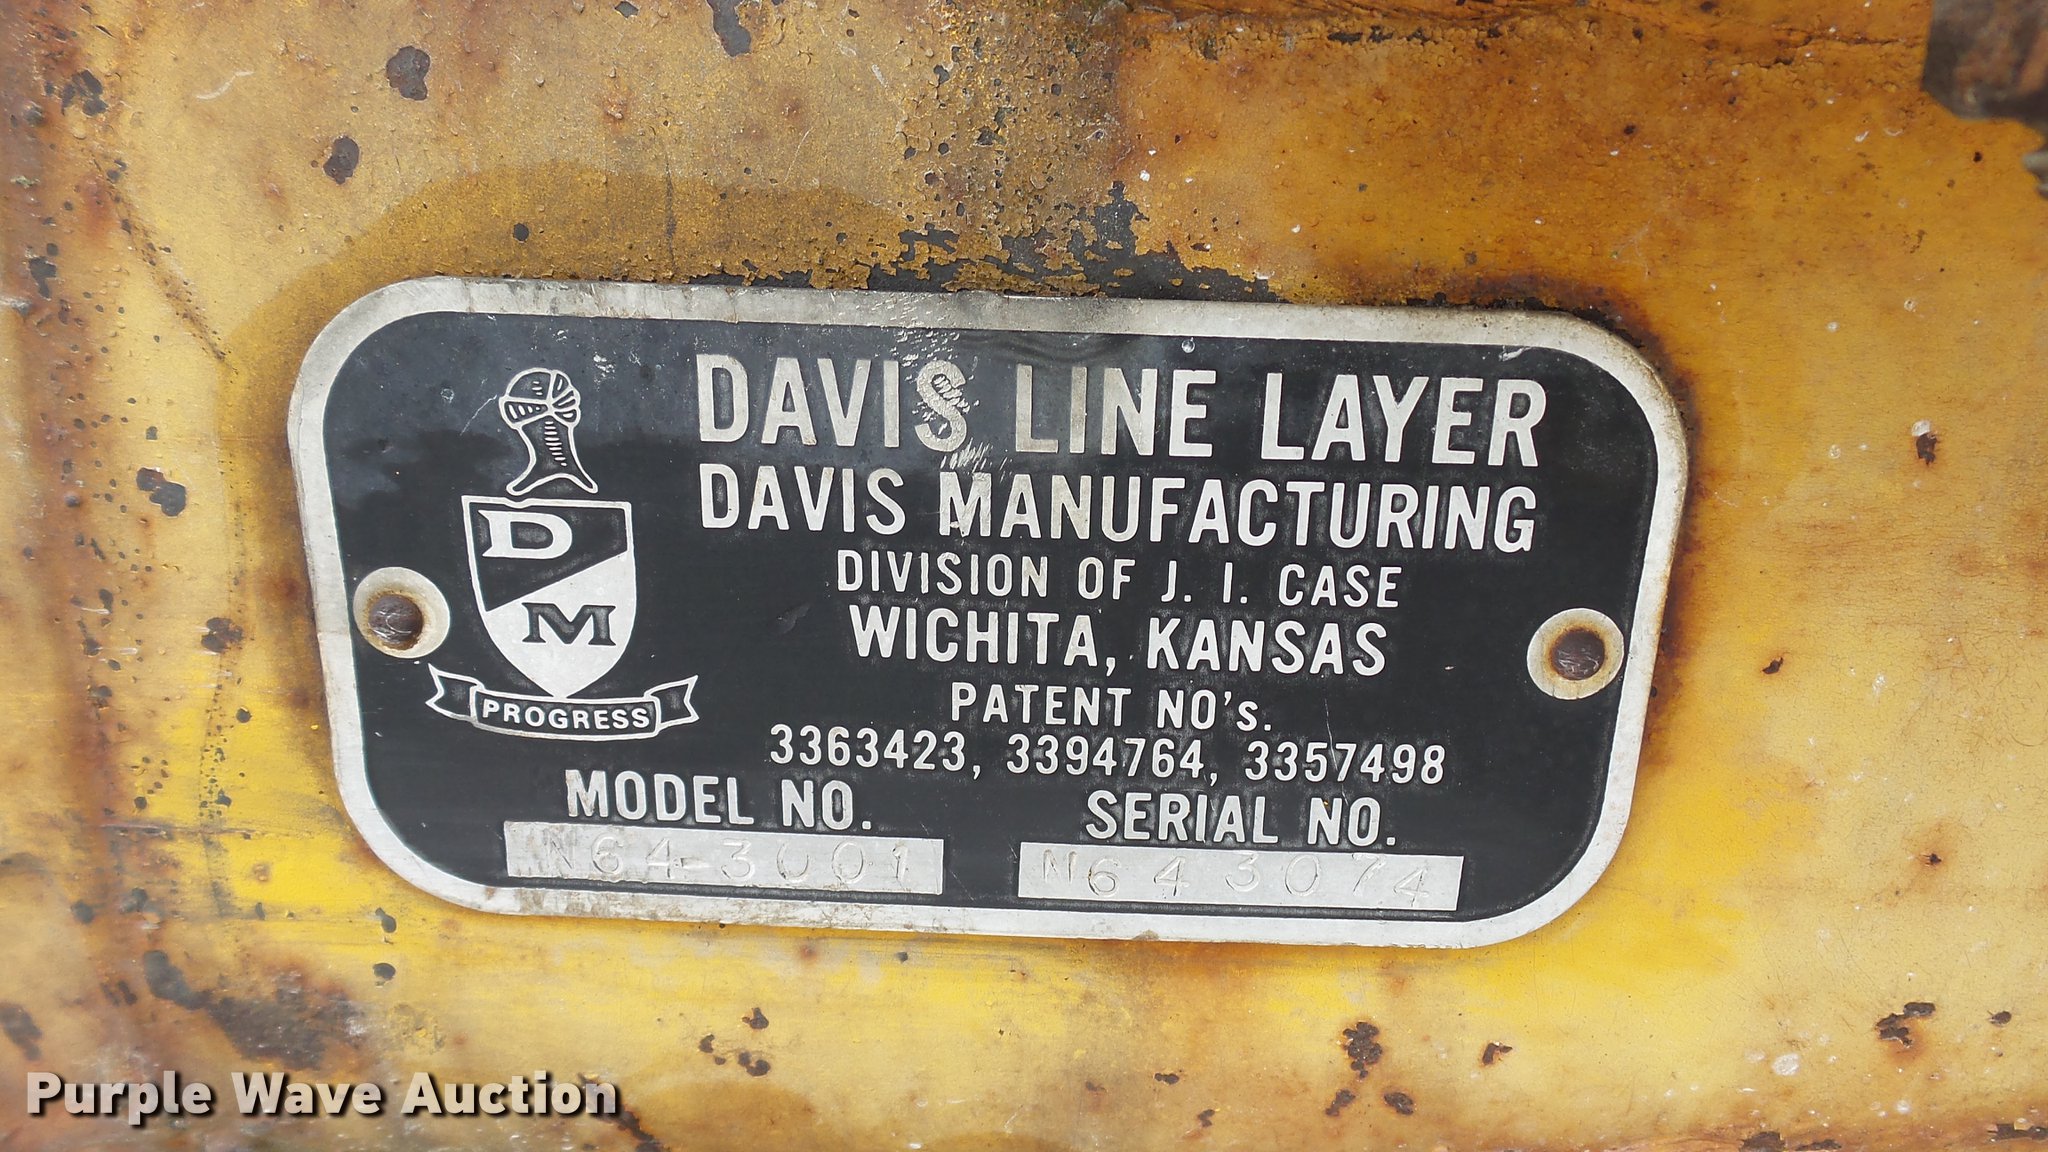 DAVIS LINE LAYER
DAVIS MANUFACTURING
DIVISION OF J. I. CASE
WICHITA, KANSAS
PATENT NO's.
3363423, 3394764, 3357498
D
M
PROGRESS
MODEL NO.
N64-3001
SERIAL NO.
N643074
Purple Wave Auction